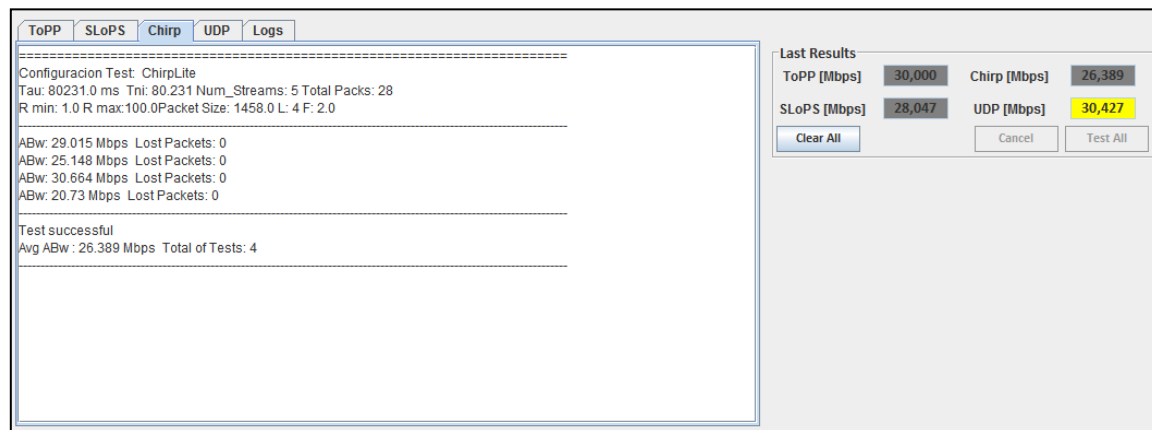 ToPP SLoPS Chirp UDP Logs
=======================================================================
Configuracion Test: ChirpLite
Tau: 80231.0 ms Tni: 80.231 Num_Streams: 5 Total Packs: 28
R min: 1.0 R max:100.0Packet Size: 1458.0 L: 4 F: 2.0
ABw: 29.015 Mbps Lost Packets: 0
ABw: 25.148 Mbps Lost Packets: 0
ABw: 30.664 Mbps Lost Packets: 0
ABw: 20.73 Mbps Lost Packets: 0
Test successful
Avg ABw : 26.389 Mbps Total of Tests: 4
Last Results
ToPP [Mbps] 30,000 Chirp [Mbps] 26,389
SLoPS [Mbps] 28,047 UDP [Mbps] 30,427
Clear All Cancel Test All